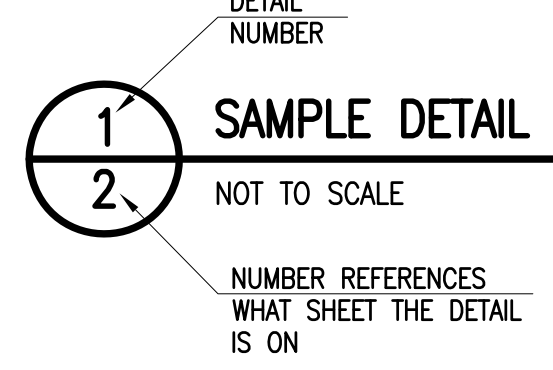 DETAIL
NUMBER
1
SAMPLE DETAIL
2
NOT TO SCALE
NUMBER REFERENCES
WHAT SHEET THE DETAIL
IS ON